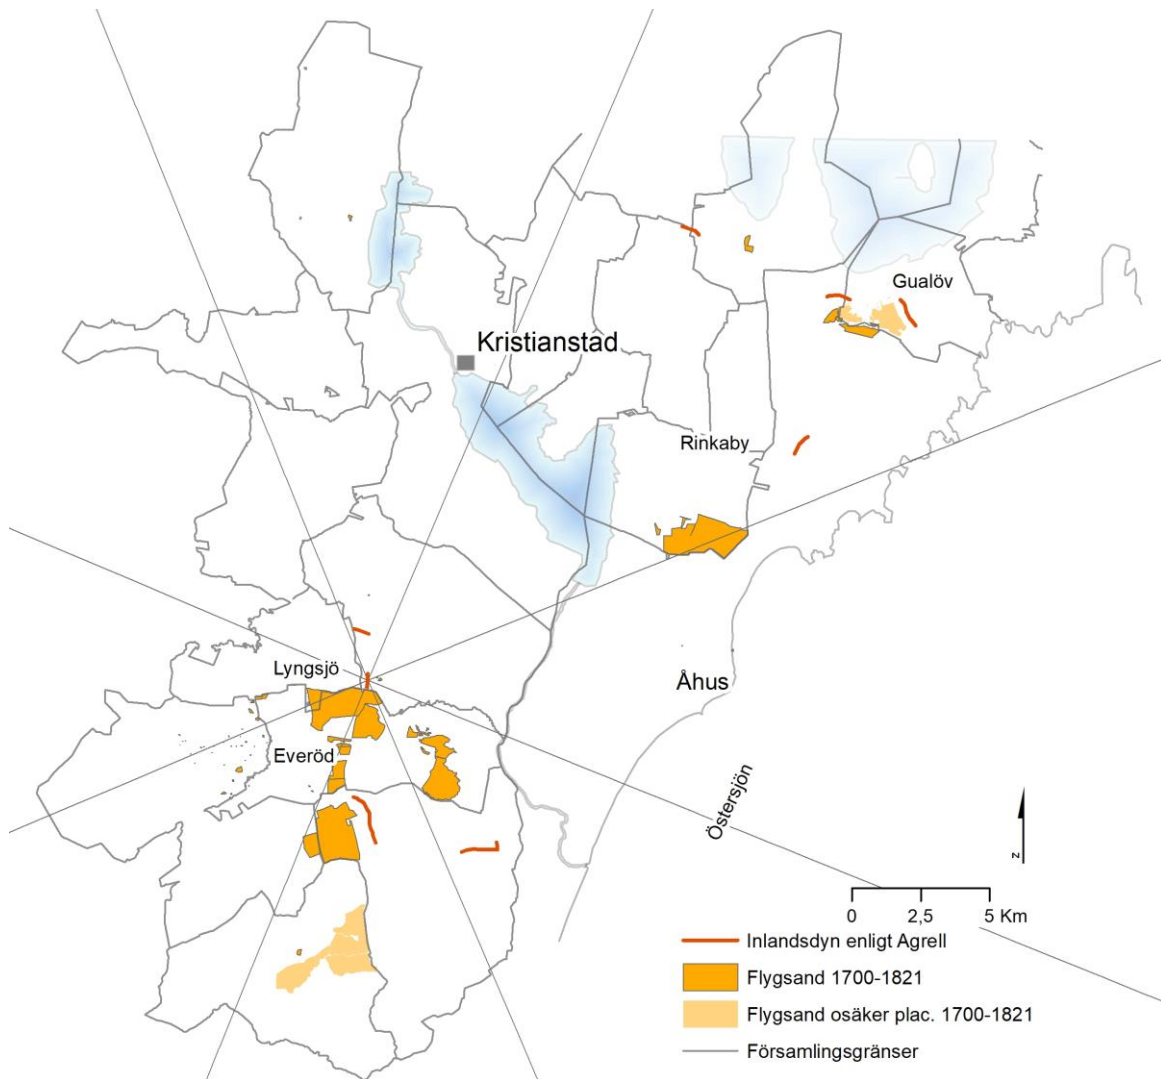 Gualöv
Kristianstad
Rinkaby
Lyngsjö
Åhus
Everöd
Östersjön
N
0 2,5 5 Km
Inlandsdyn enligt Agrell
Flygsand 1700-1821
Flygsand osäker plac. 1700-1821
Församlingsgränser